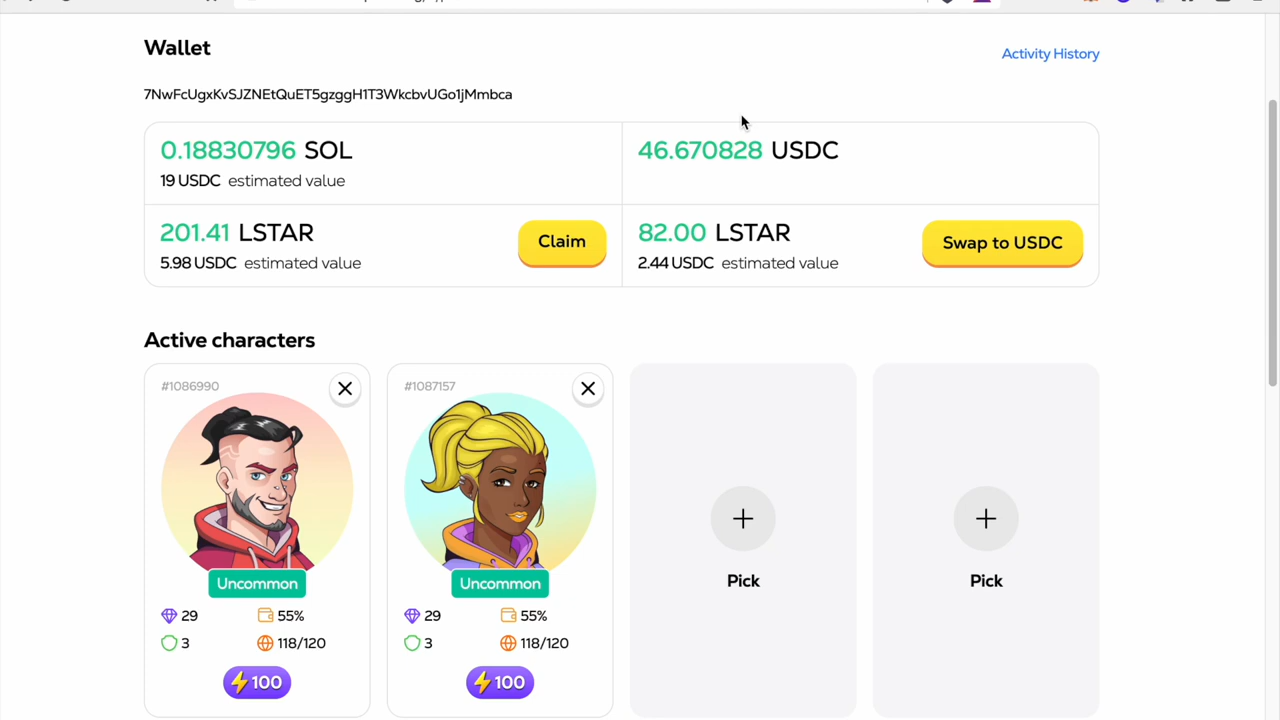 Wallet
Activity History
7NwFcUgxKvSJZNEtQuET5gzggH1T3WkcbvUGo1jMmbca
0.18830796 SOL
19 USDC estimated value
46.670828 USDC
201.41 LSTAR
5.98 USDC estimated value
Claim
82.00 LSTAR
2.44 USDC estimated value
Swap to USDC
Active characters
#1086990
Uncommon
29 55%
3 118/120
100
#1087157
Uncommon
29 55%
3 118/120
100
Pick
Pick